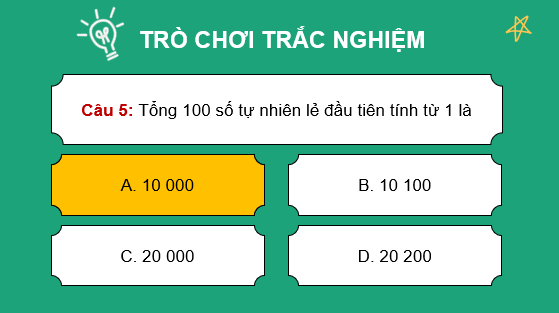 TRÒ CHƠI TRẮC NGHIỆM
Câu 5: Tổng 100 số tự nhiên lẻ đầu tiên tính từ 1 là
A. 10 000
B. 10 100
C. 20 000
D. 20 200